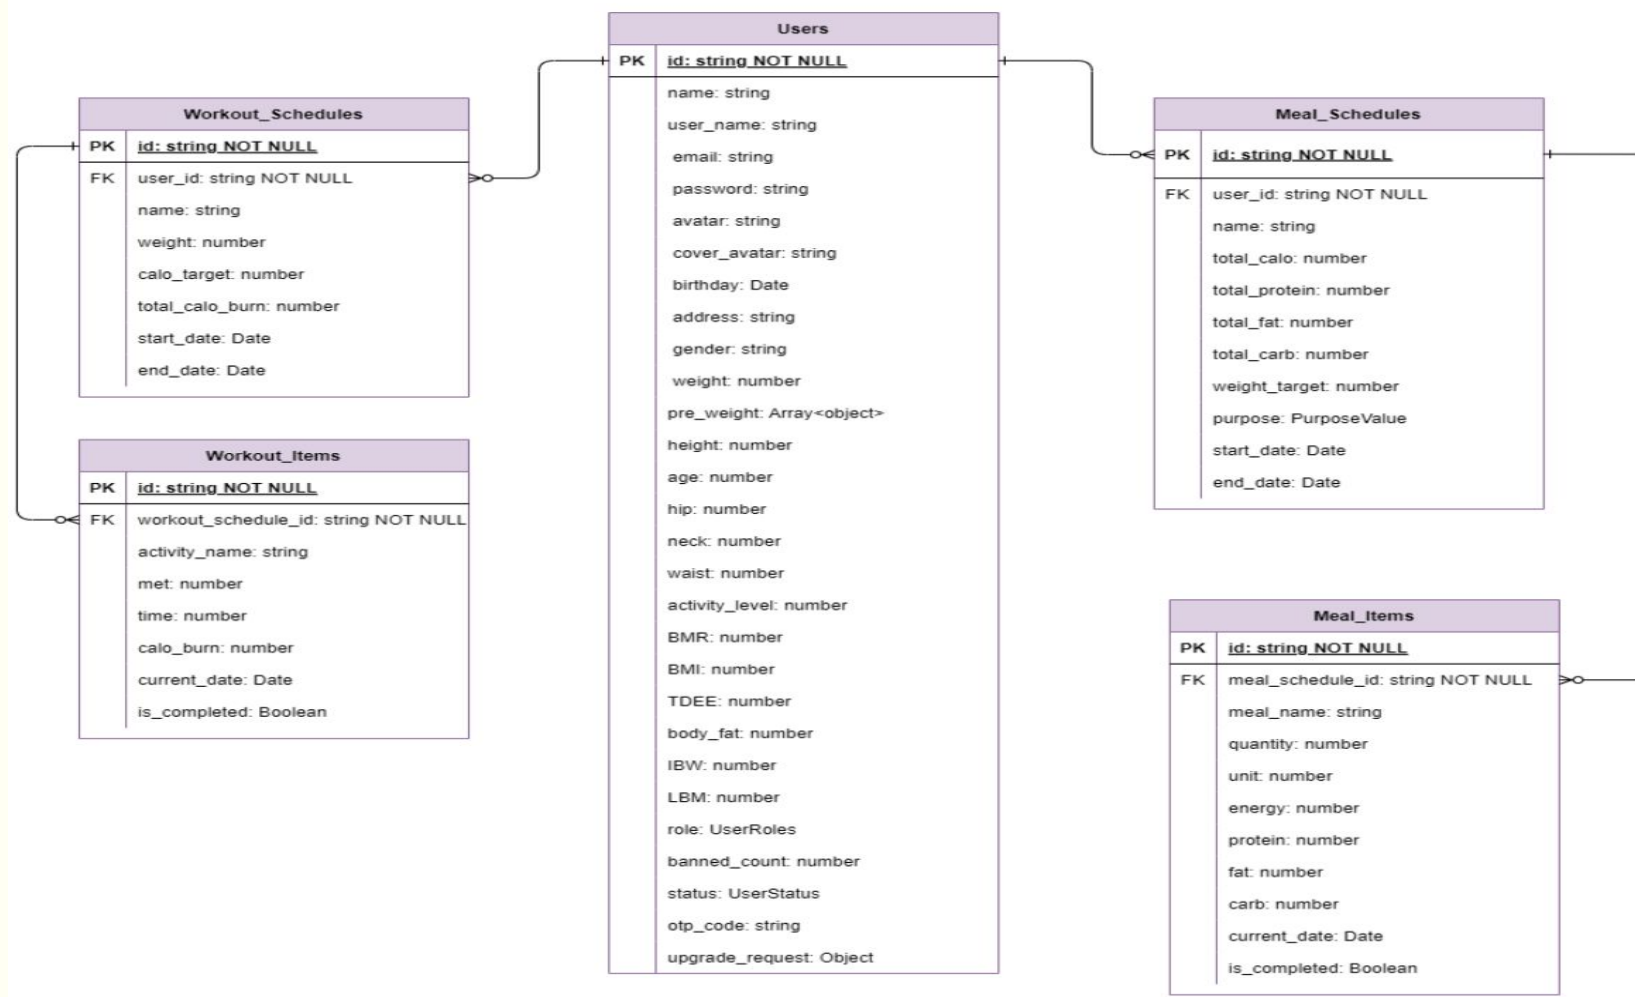 Users
PK id: string NOT NULL
name: string
user_name: string
email: string
password: string
avatar: string
cover_avatar: string
birthday: Date
address: string
gender: string
weight: number
pre_weight: Array<object>
height: number
age: number
hip: number
neck: number
waist: number
activity_level: number
BMR: number
BMI: number
TDEE: number
body_fat: number
IBW: number
LBM: number
role: UserRoles
banned_count: number
status: UserStatus
otp_code: string
upgrade_request: Object
Workout_Schedules
PK id: string NOT NULL
FK user_id: string NOT NULL
name: string
weight: number
calo_target: number
total_calo_burn: number
start_date: Date
end_date: Date
Workout_Items
PK id: string NOT NULL
FK workout_schedule_id: string NOT NULL
activity_name: string
met: number
time: number
calo_burn: number
current_date: Date
is_completed: Boolean
Meal_Schedules
PK id: string NOT NULL
FK user_id: string NOT NULL
name: string
total_calo: number
total_protein: number
total_fat: number
total_carb: number
weight_target: number
purpose: PurposeValue
start_date: Date
end_date: Date
Meal_Items
PK id: string NOT NULL
FK meal_schedule_id: string NOT NULL
meal_name: string
quantity: number
unit: number
energy: number
protein: number
fat: number
carb: number
current_date: Date
is_completed: Boolean